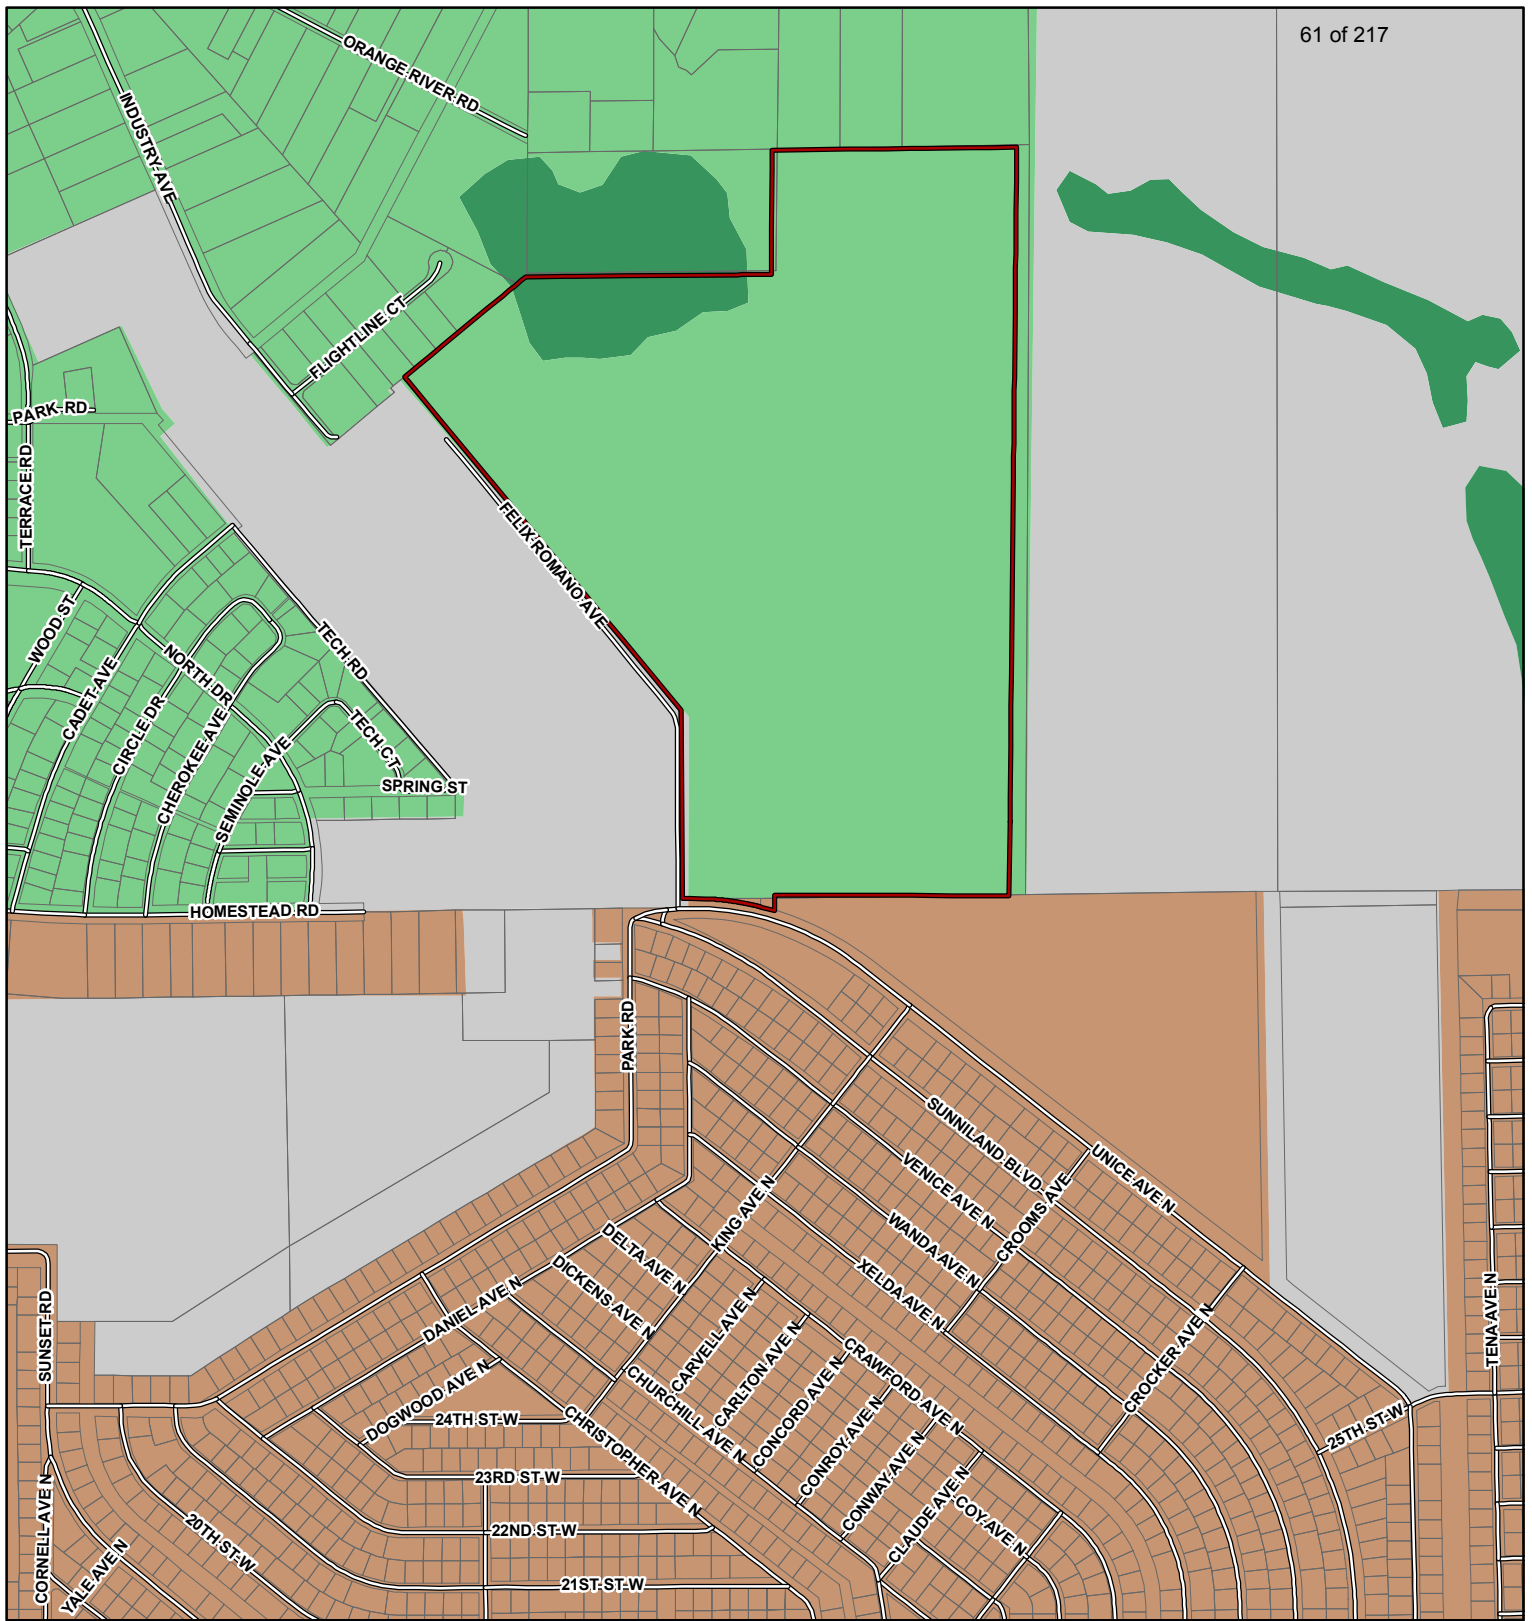 61 of 217
ORANGE RIVER RD
INDUSTRY AVE
FLIGHTLINE CT
PARK RD
TERRACE RD
FELIX ROMANO AVE
WOOD ST
TECH RD
NORTH DR
CADET AVE
CIRCLE DR
CHEROKEE AVE
TECH CT
SEMINOLE AVE
SPRING ST
HOMESTEAD RD
PARK RD
SUNNILAND BLVD
UNICE AVE N
VENICE AVE N
CROOMS AVE
KING AVE N
WANDA AVE N
DELTA AVE N
DICKENS AVE N
XELDA AVE N
DANIEL AVE N
SUNSET RD
TENA AVE N
CARVELL AVE N
CARLTON AVE N
CROCKER AVE N
CRAWFORD AVE N
CONCORD AVE N
DOGWOOD AVE N
CHURCHILL AVE N
24TH ST W
CHRISTOPHER AVE N
CONROY AVE N
25TH ST W
CONWAY AVE N
23RD ST W
CLAUDE AVE N
COY AVE N
CORNELL AVE N
20TH ST W
22ND ST W
YALE AVE N
21ST ST W